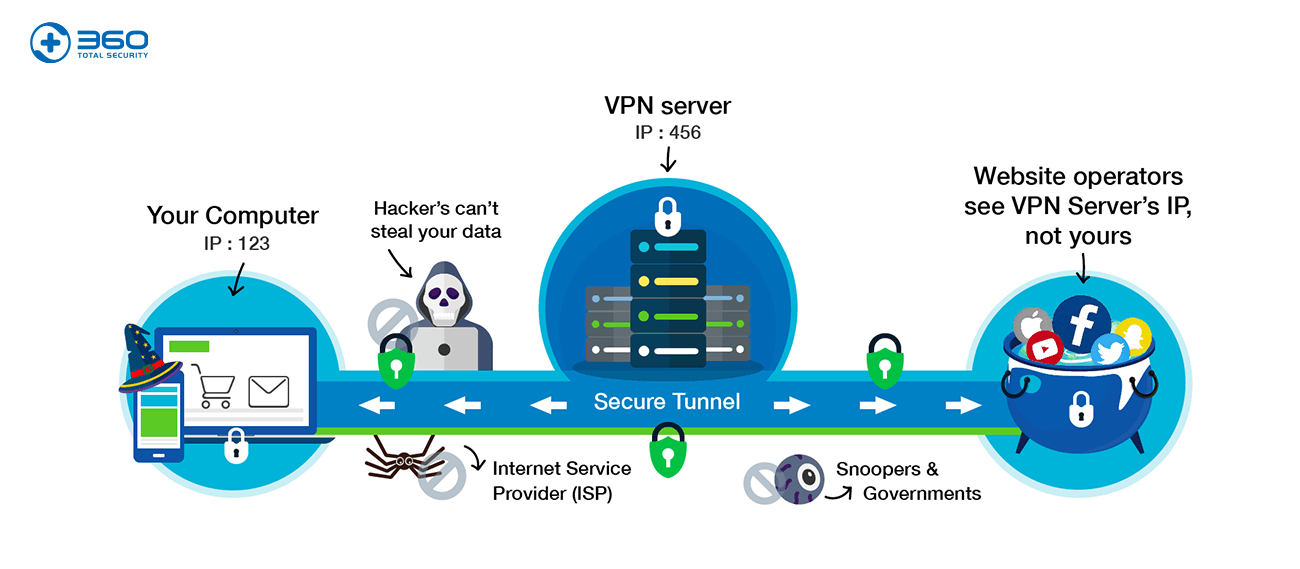 360
TOTAL SECURITY
VPN server
IP : 456
Website operators
see VPN Server's IP,
not yours
Your Computer
IP : 123
Hacker's can't
steal your data
Secure Tunnel
Internet Service
Provider (ISP)
Snoopers &
Governments